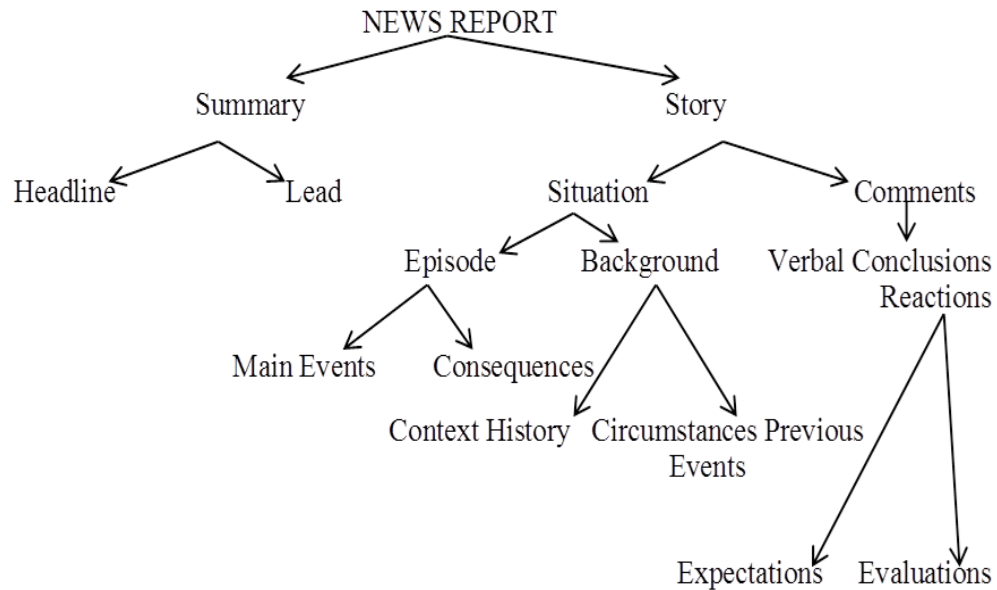 NEWS REPORT
Summary
Story
Headline
Lead
Situation
Comments
Episode
Background
Verbal Conclusions
Reactions
Main Events
Consequences
Context History
Circumstances Previous
Events
Expectations
Evaluations